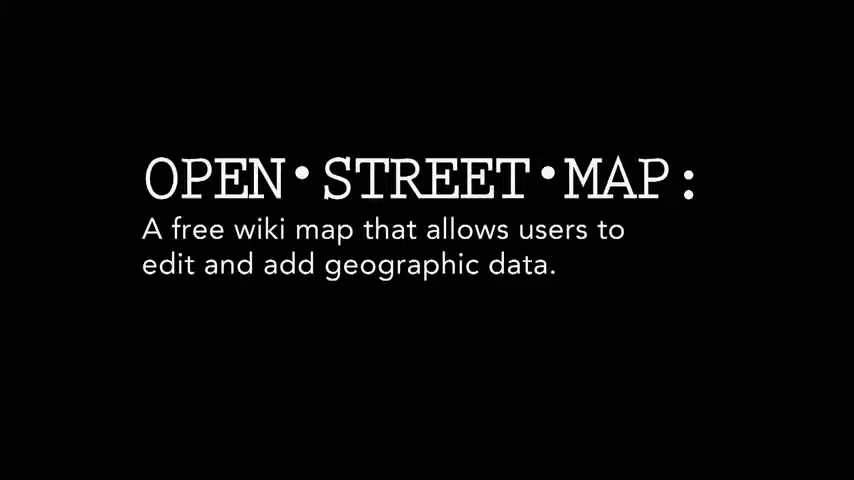 OPEN•STREET•MAP:
A free wiki map that allows users to
edit and add geographic data.